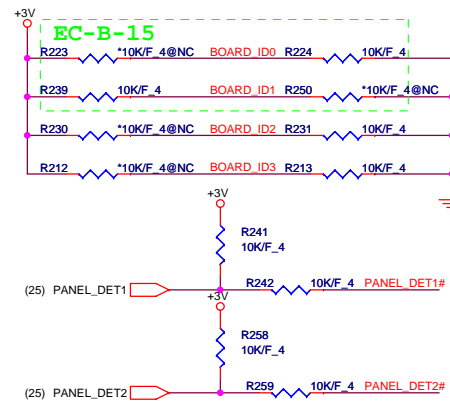 +3V
EC-B-15
R223 *10K/F_4@NC BOARD_ID0 R224 10K/F_4
R239 10K/F_4 BOARD_ID1 R250 *10K/F_4@NC
R230 *10K/F_4@NC BOARD_ID2 R231 10K/F_4
R212 *10K/F_4@NC BOARD_ID3 R213 10K/F_4
+3V
R241
10K/F_4
(25) PANEL_DET1 R242 10K/F_4 PANEL_DET1#
+3V
R258
10K/F_4
(25) PANEL_DET2 R259 10K/F_4 PANEL_DET2#